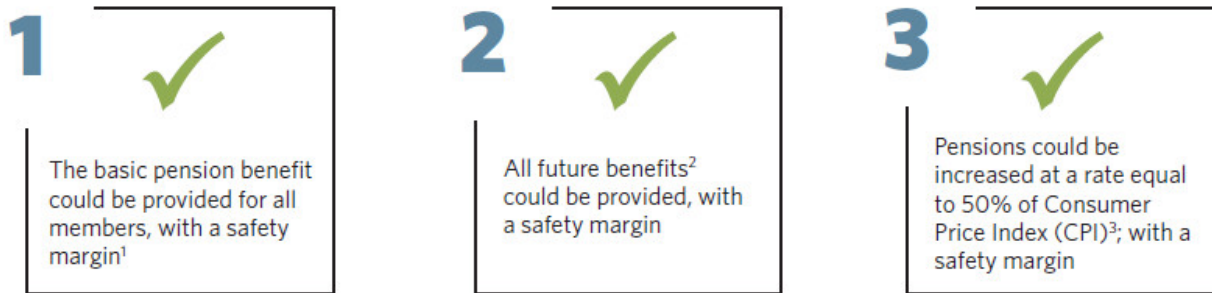 1
The basic pension benefit
could be provided for all
members, with a safety
margin¹
2
All future benefits²
could be provided, with
a safety margin
3
Pensions could be
increased at a rate equal
to 50% of Consumer
Price Index (CPI)³; with a
safety margin